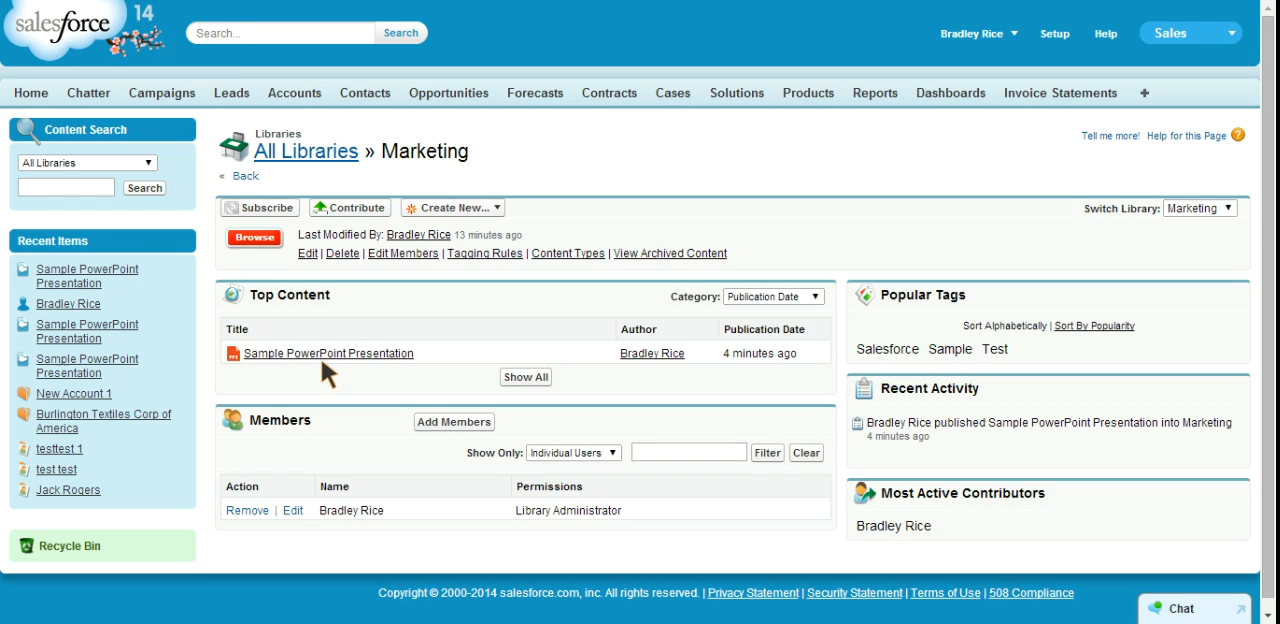 salesforce
14
Search...
Search
Bradley Rice
Setup
Help
Sales
Home Chatter Campaigns Leads Accounts Contacts Opportunities Forecasts Contracts Cases Solutions Products Reports Dashboards Invoice Statements +
Content Search
All Libraries
Search
Recent Items
Sample PowerPoint
Presentation
Bradley Rice
Sample PowerPoint
Presentation
Sample PowerPoint
Presentation
New Account 1
Burlington Textiles Corp of
America
testtest 1
test test
Jack Rogers
Recycle Bin
Libraries
All Libraries » Marketing
« Back
Tell me more! Help for this Page ?
Subscribe Contribute Create New...
Switch Library: Marketing
Browse
Last Modified By: Bradley Rice 13 minutes ago
Edit | Delete | Edit Members | Tagging Rules | Content Types | View Archived Content
Top Content
Category: Publication Date
Title Author Publication Date
Sample PowerPoint Presentation Bradley Rice 4 minutes ago
Show All
Members
Add Members
Show Only: Individual Users Filter Clear
Action Name Permissions
Remove | Edit Bradley Rice Library Administrator
Popular Tags
Sort Alphabetically | Sort By Popularity
Salesforce Sample Test
Recent Activity
Bradley Rice published Sample PowerPoint Presentation into Marketing
4 minutes ago
Most Active Contributors
Bradley Rice
Copyright © 2000-2014 salesforce.com, inc. All rights reserved. | Privacy Statement | Security Statement | Terms of Use | 508 Compliance
Chat